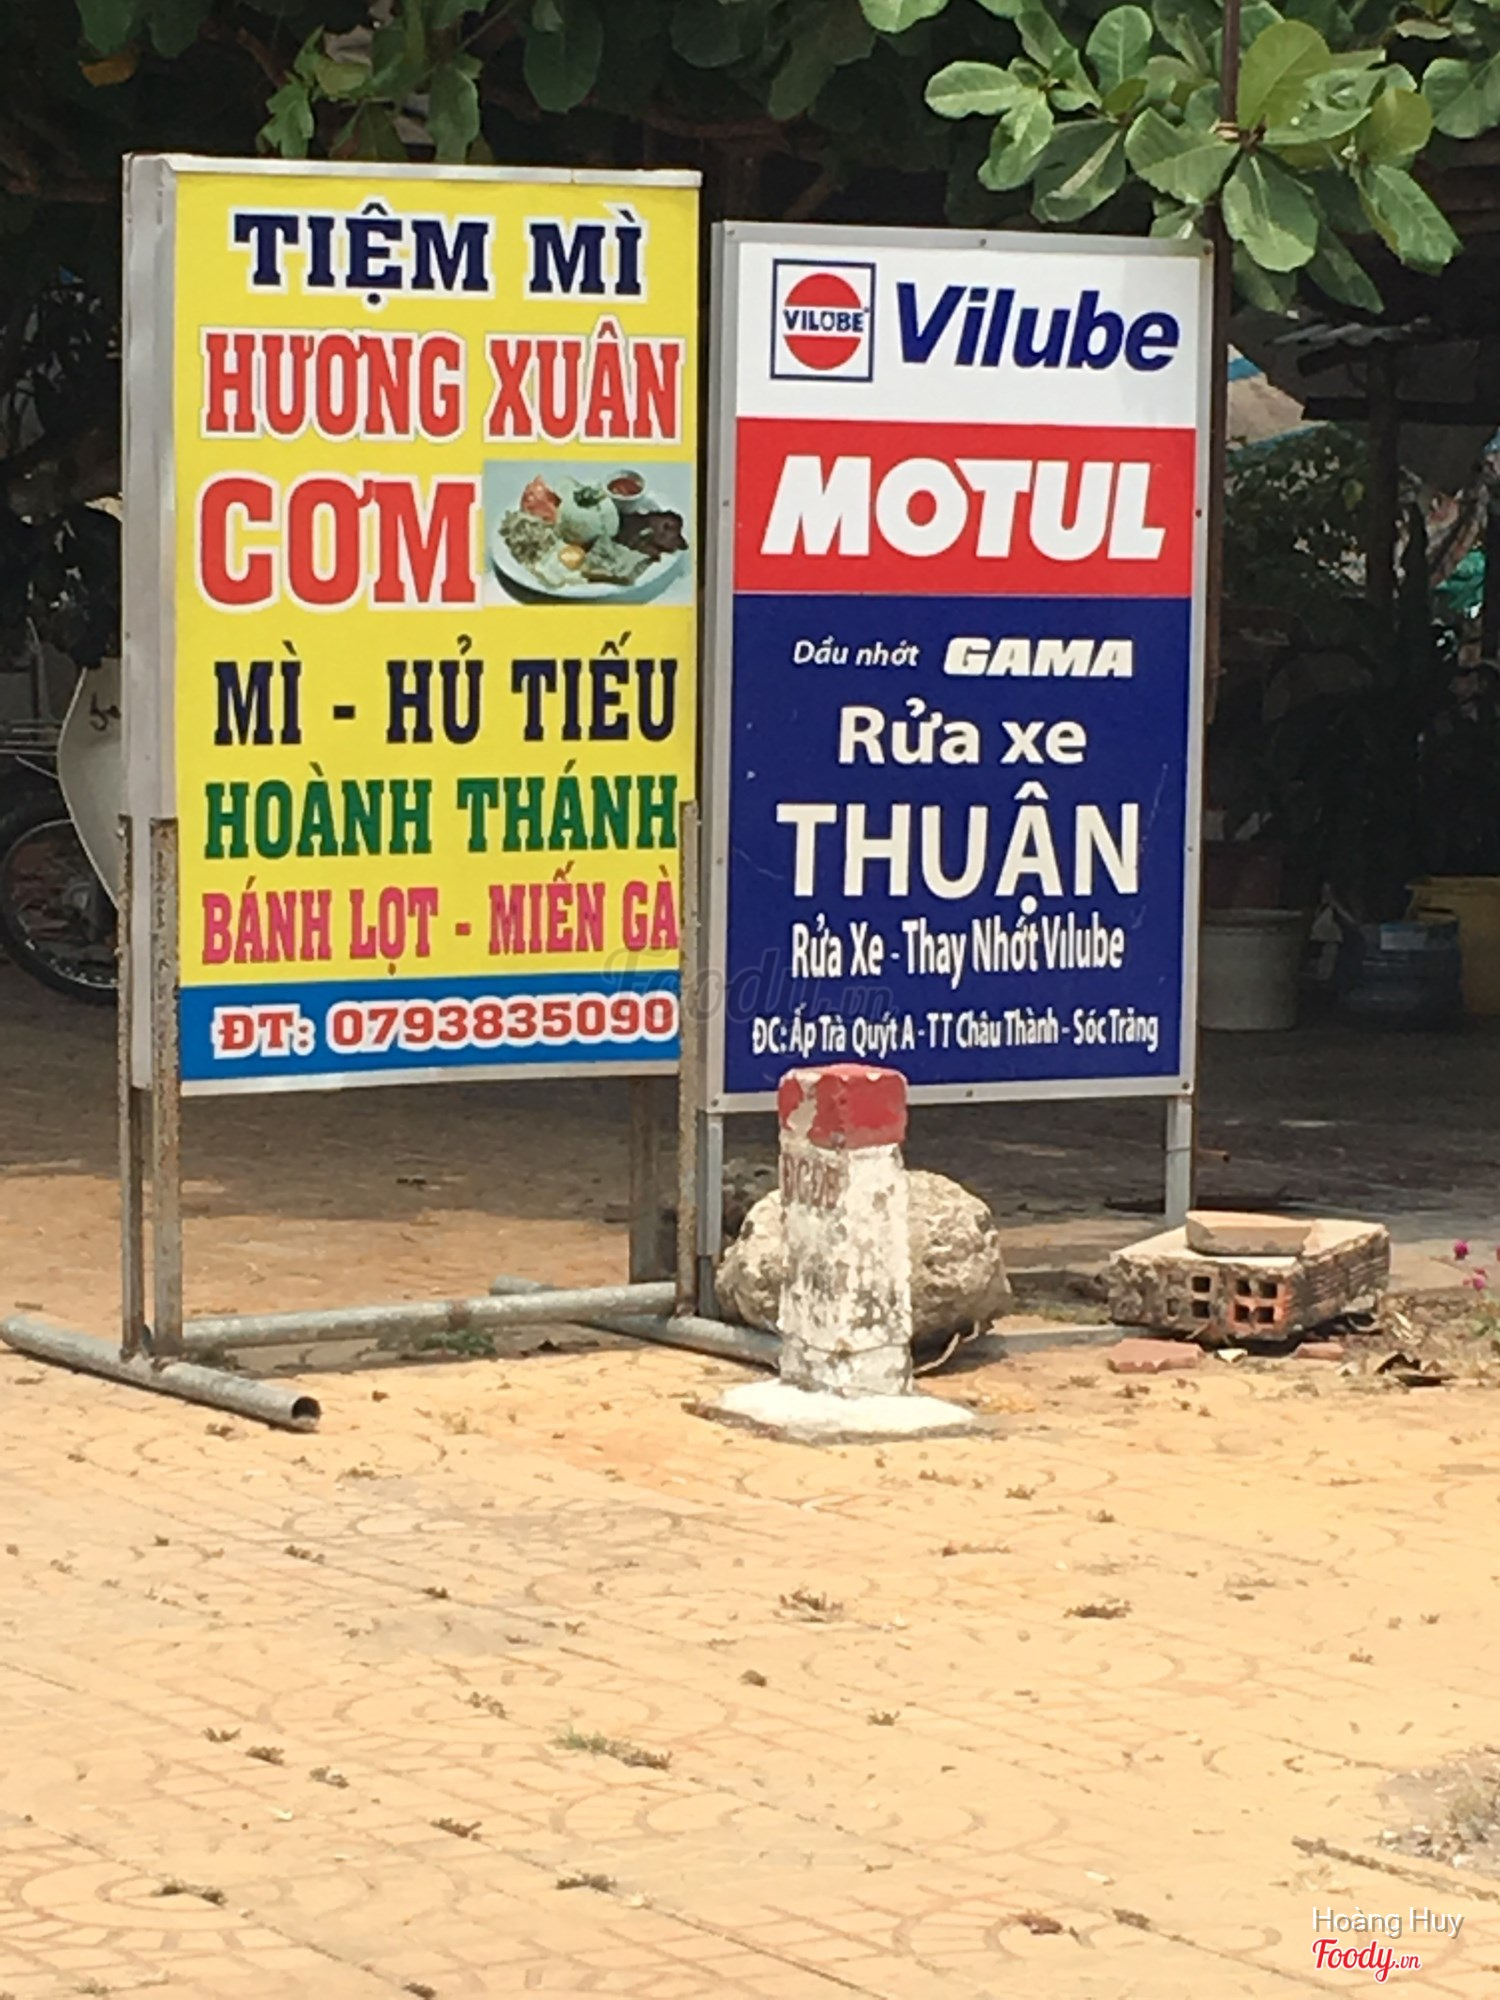 TIỆM MÌ
HƯƠNG XUÂN
CƠM
MÌ - HỦ TIẾU
HOÀNH THÁNH
BÁNH LỌT - MIẾN GÀ
ĐT: 0793835090
VILUBE
Vilube
MOTUL
Dầu nhớt GAMA
Rửa xe
THUẬN
Rửa Xe - Thay Nhớt Vilube
ĐC: Ấp Trà Quýt A - TT Châu Thành - Sóc Trăng
Foody.vn
Hoàng Huy
Foody.vn